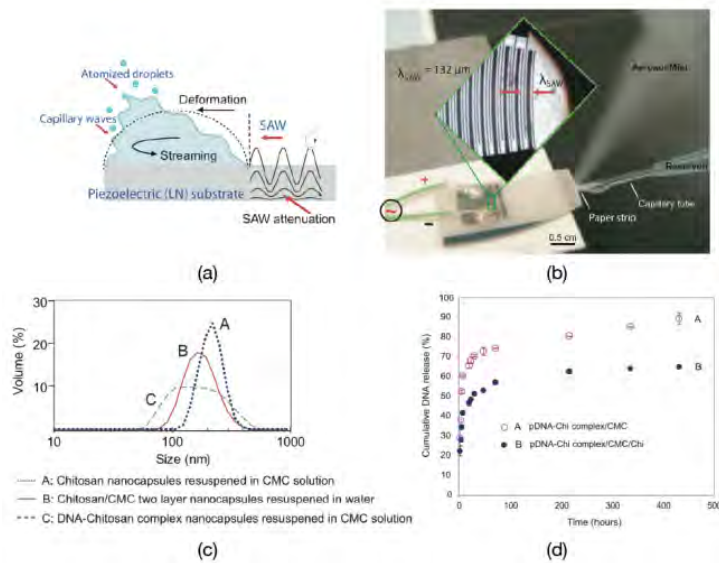 Atomized droplets
Deformation
Capillary waves
SAW
Streaming
Piezoelectric (LN) substrate
SAW attenuation
(a)
λSAW = 132 μm
λSAW
Aerosol/Mist
Reservoir
+
Capillary tube
Paper strip
−
0.5 cm
(b)
30
20
10
Volume (%)
A
B
C
10
100
1000
Size (nm)
A: Chitosan nanocapsules resuspened in CMC solution
B: Chitosan/CMC two layer nanocapsules resuspened in water
C: DNA-Chitosan complex nanocapsules resuspened in CMC solution
(c)
100
90
80
70
60
50
40
30
20
10
0
Cumulative DNA release (%)
A
B
A pDNA-Chi complex/CMC
B pDNA-Chi complex/CMC/Chi
0
100
200
300
400
500
Time (hours)
(d)